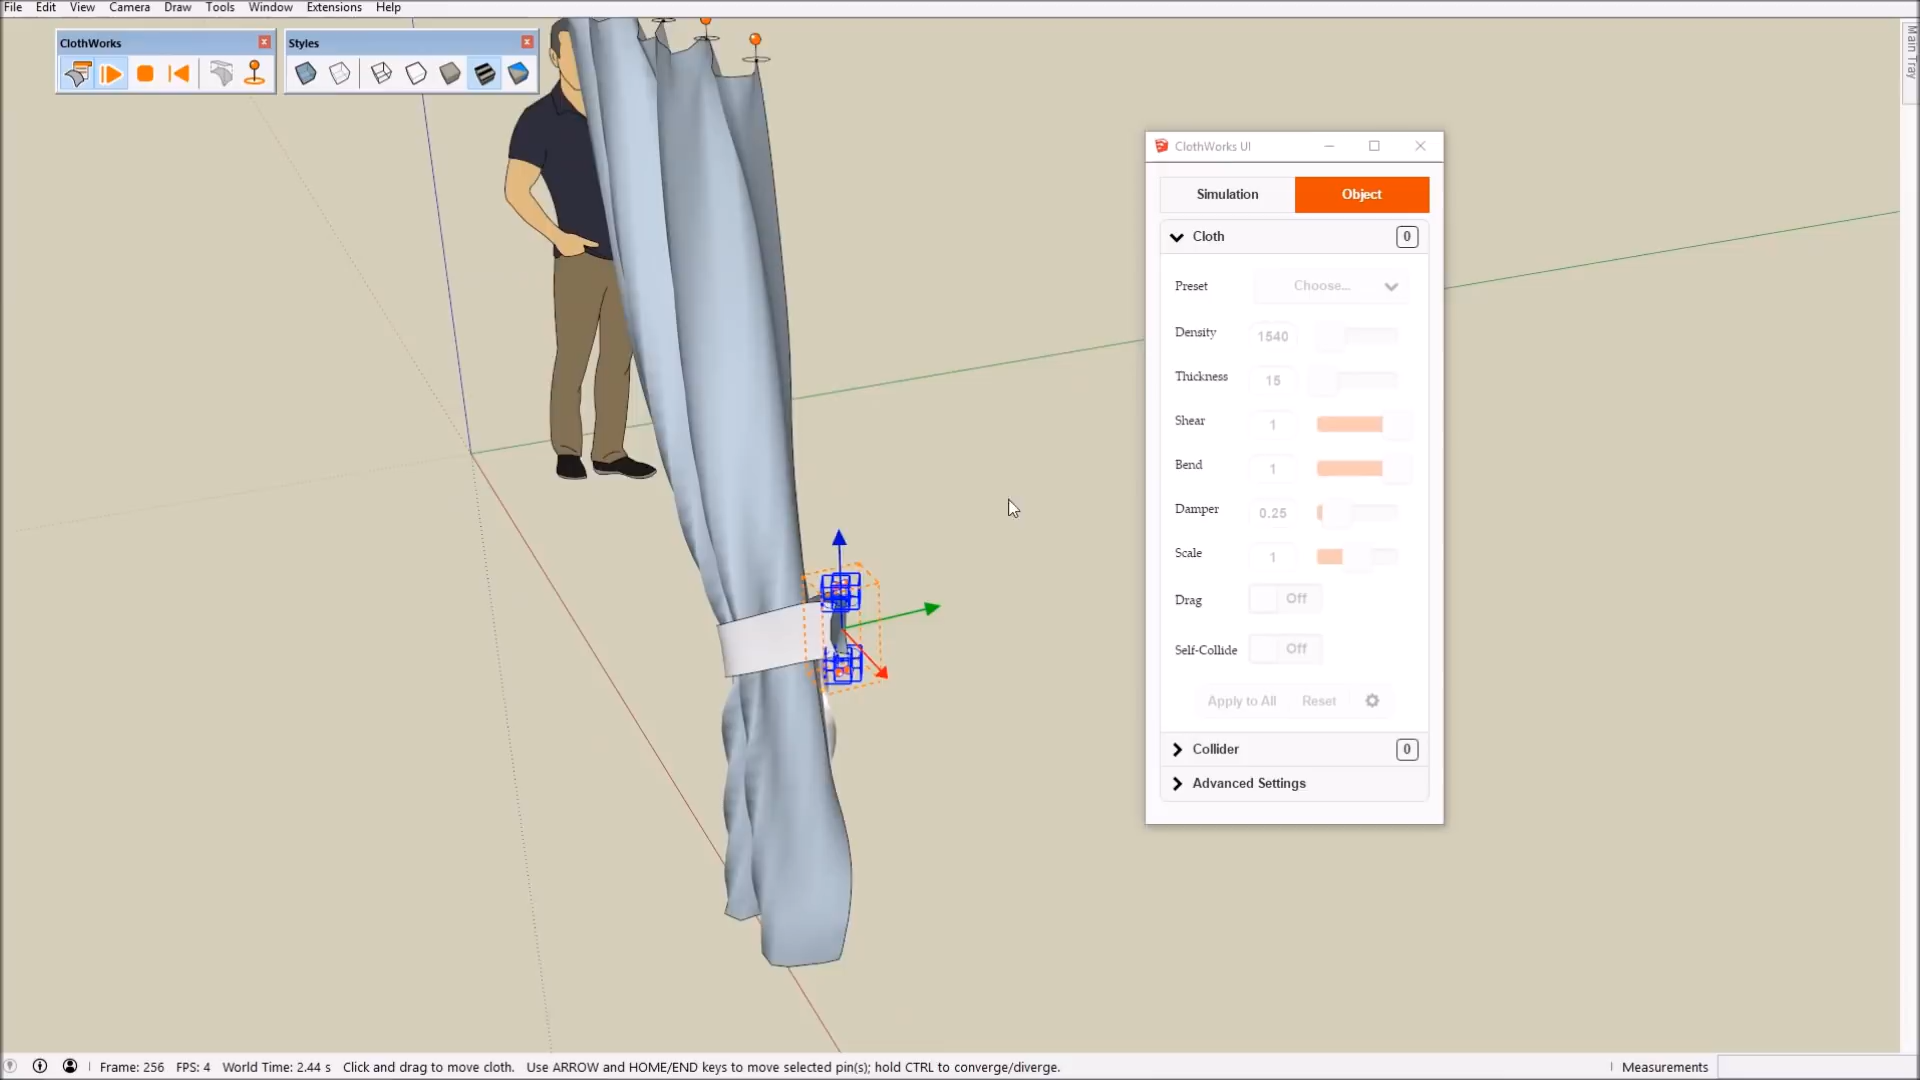 File Edit View Camera Draw Tools Window Extensions Help
ClothWorks
Styles
Main Tray
ClothWorks UI
Simulation Object
Cloth 0
Preset Choose...
Density 1540
Thickness 15
Shear 1
Bend 1
Damper 0.25
Scale 1
Drag Off
Self-Collide Off
Apply to All Reset
Collider 0
Advanced Settings
Frame: 256 FPS: 4 World Time: 2.44 s Click and drag to move cloth. Use ARROW and HOME/END keys to move selected pin(s); hold CTRL to converge/diverge. Measurements